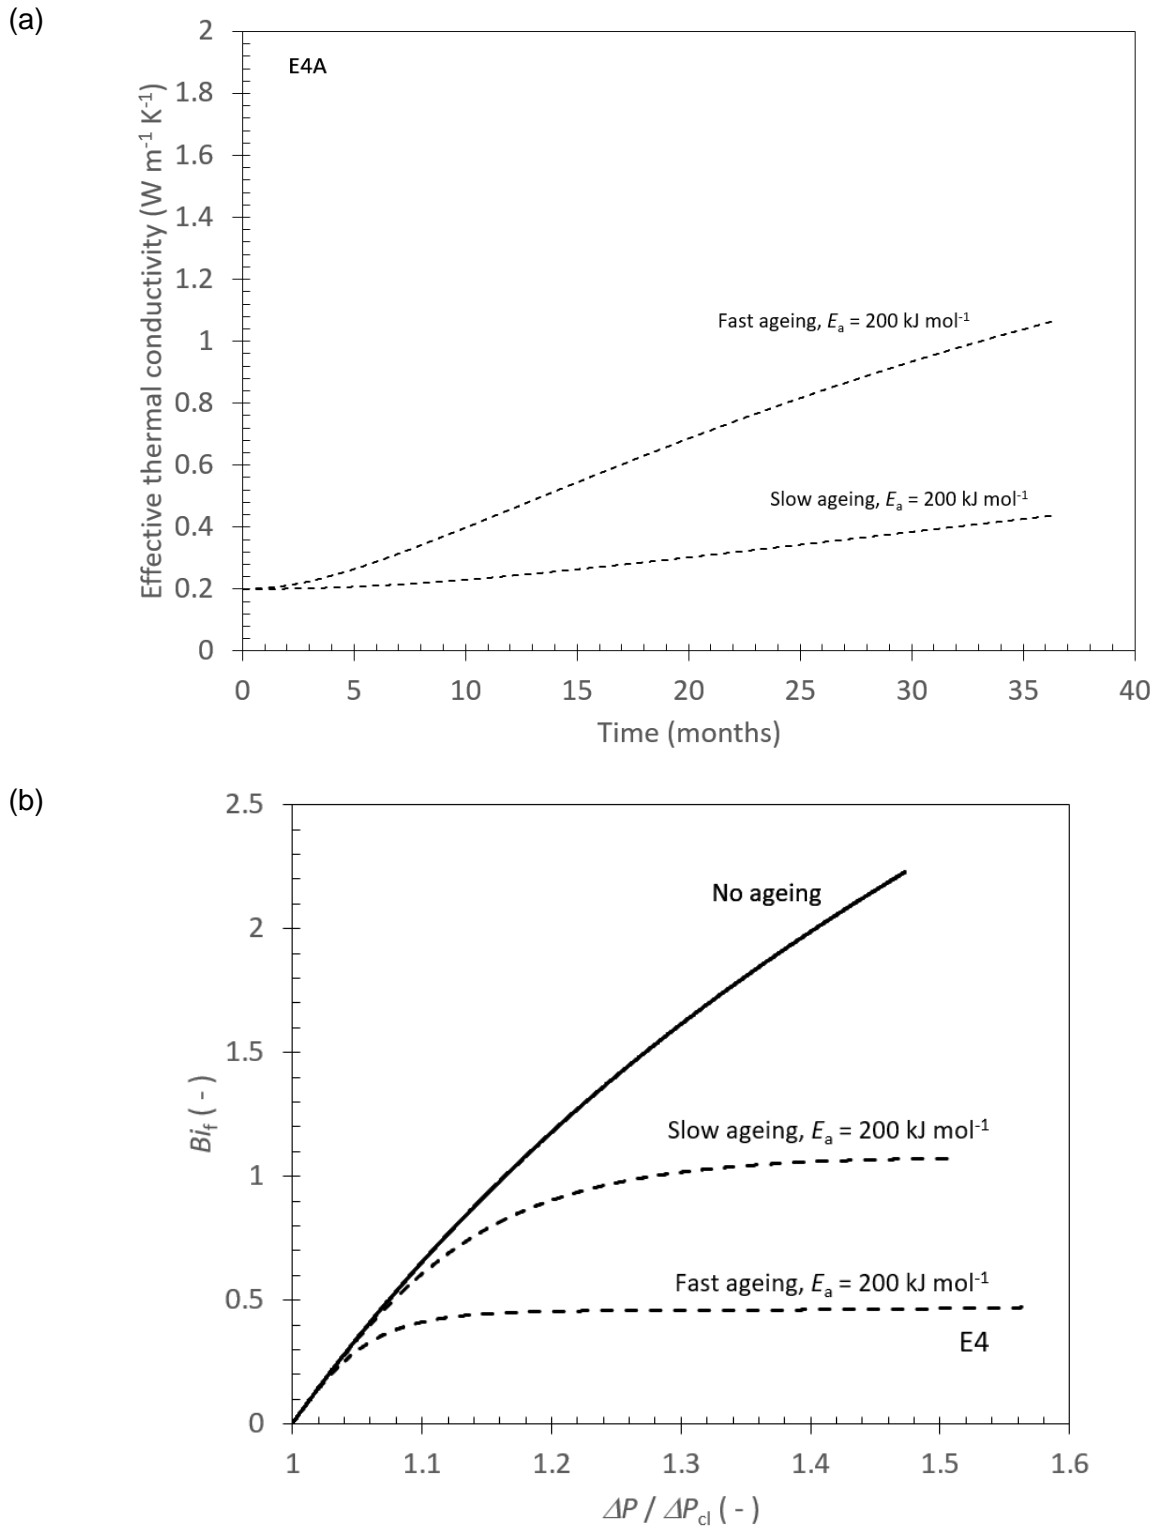 (a)
2
E4A
1.8
1.6
1.4
1.2
1
0.8
0.6
0.4
0.2
0
Effective thermal conductivity (W m⁻¹ K⁻¹)
Fast ageing, Eₐ = 200 kJ mol⁻¹
Slow ageing, Eₐ = 200 kJ mol⁻¹
0 5 10 15 20 25 30 35 40
Time (months)
(b)
2.5
2
1.5
1
0.5
0
Bi_f ( - )
No ageing
Slow ageing, Eₐ = 200 kJ mol⁻¹
Fast ageing, Eₐ = 200 kJ mol⁻¹
E4
1 1.1 1.2 1.3 1.4 1.5 1.6
ΔP / ΔP_cl ( - )